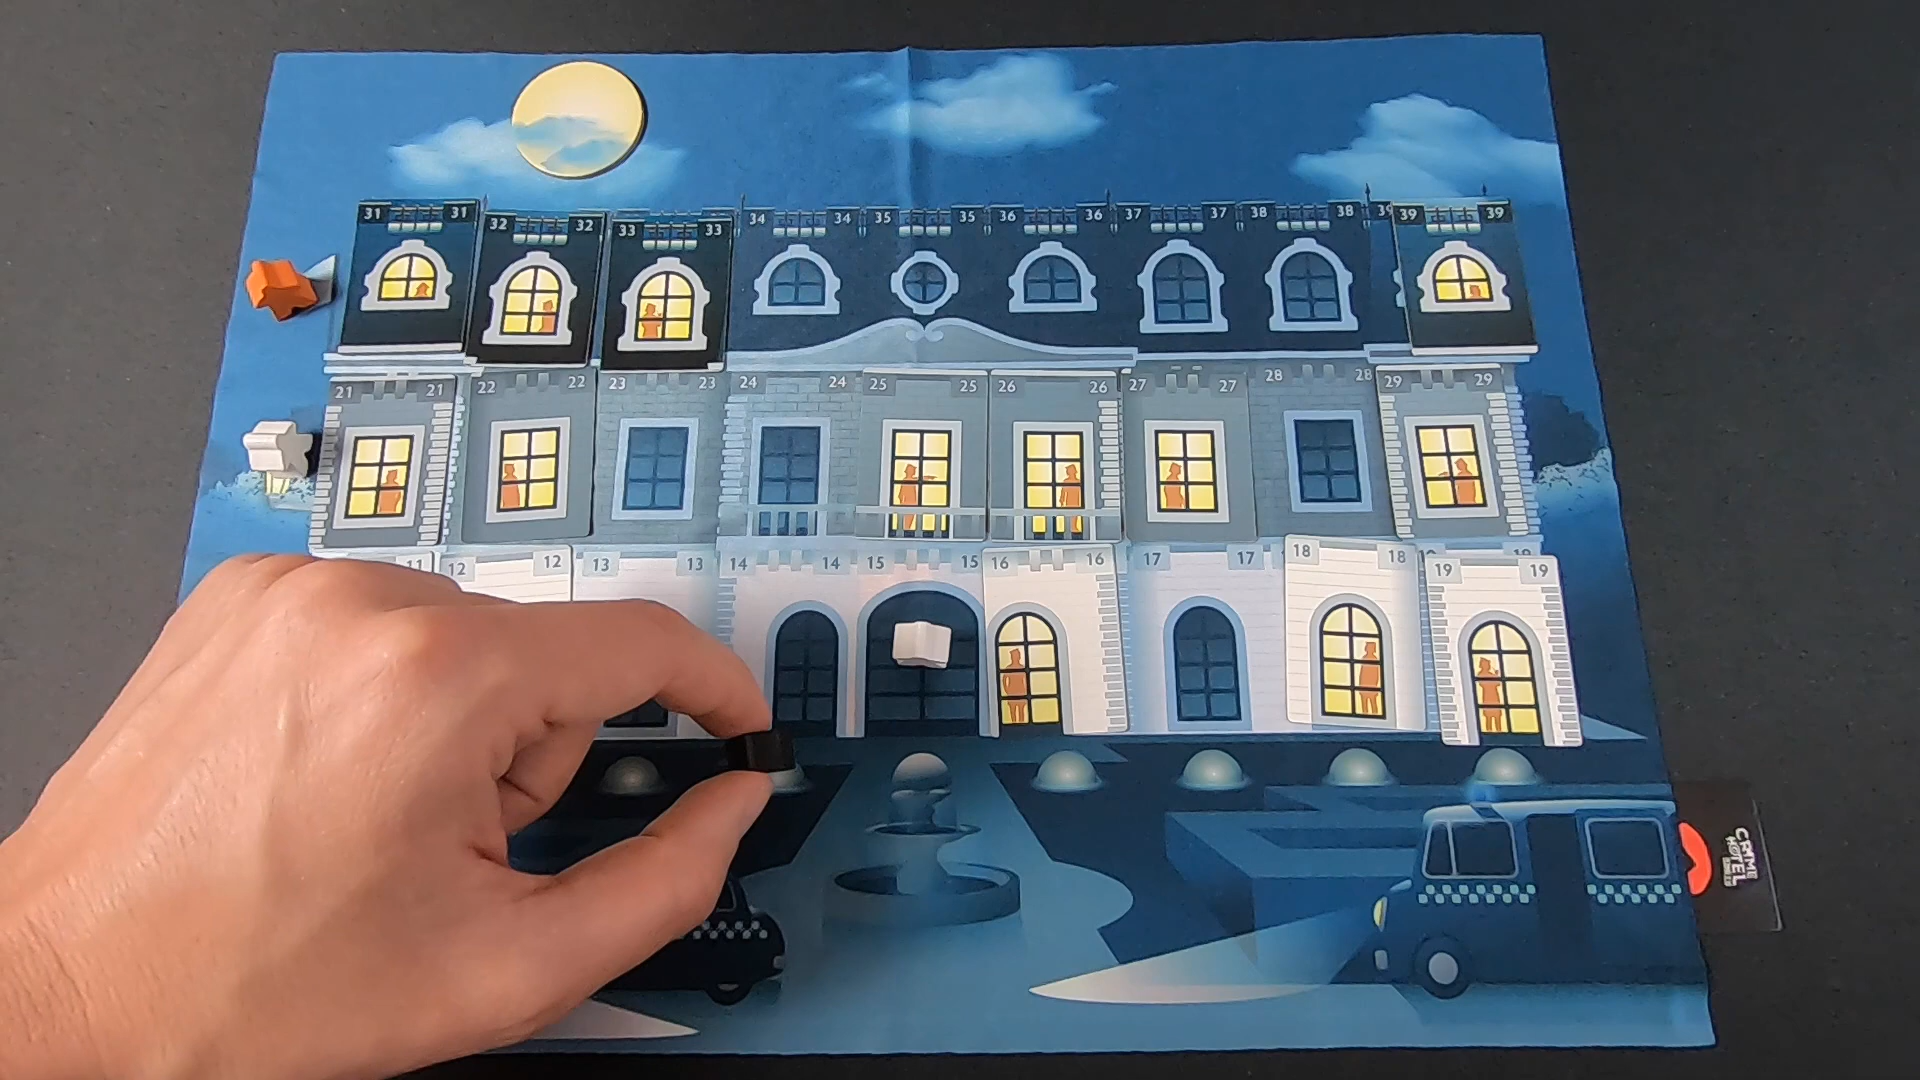 31 31 32 32 33 33 34 34 35 35 36 36 37 37 38 38 39 39 39
21 21 22 22 23 23 24 24 25 25 26 26 27 27 28 28 29 29
11 12 12 13 13 14 14 15 15 16 16 17 17 18 18 19 19
CRIME
HOTEL